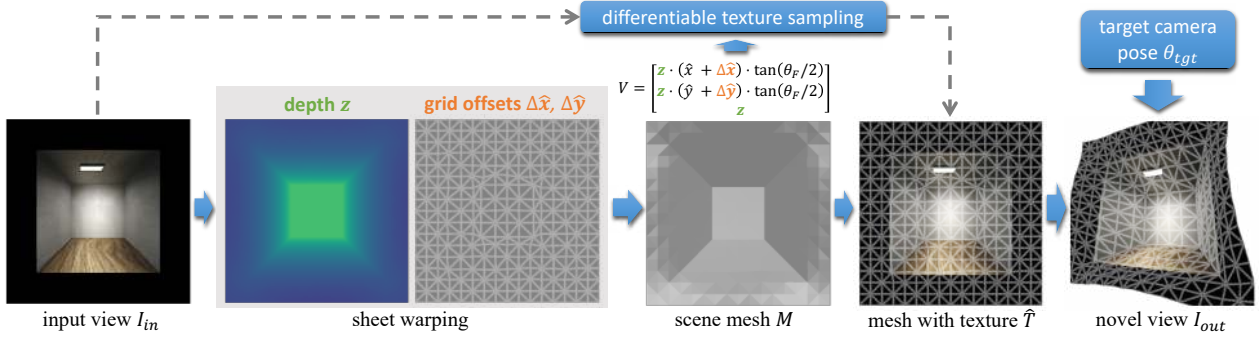 differentiable texture sampling
target camera
pose θ_tgt
V = [z · (x̂ + Δx̂) · tan(θ_F/2)
z · (ŷ + Δŷ) · tan(θ_F/2)
z]
depth z
grid offsets Δx̂, Δŷ
input view I_in
sheet warping
scene mesh M
mesh with texture T̂
novel view I_out